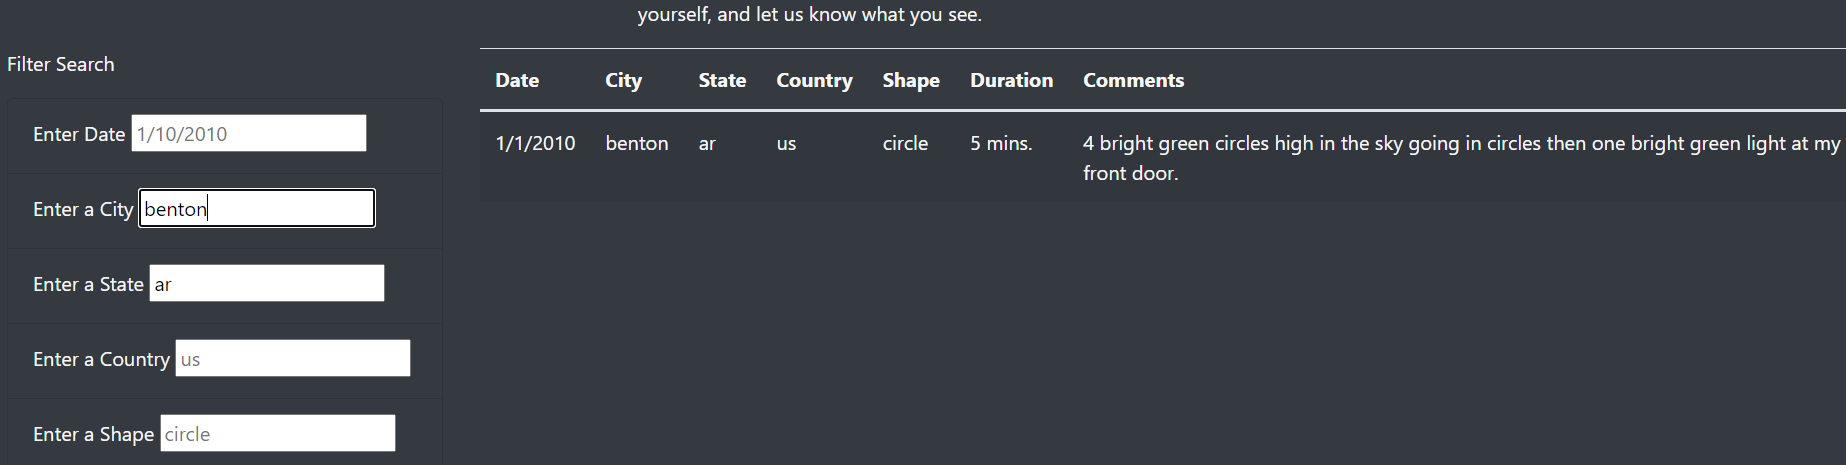 yourself, and let us know what you see.
Filter Search
Enter Date 1/10/2010
Enter a City benton
Enter a State ar
Enter a Country us
Enter a Shape circle
Date City State Country Shape Duration Comments
1/1/2010 benton ar us circle 5 mins. 4 bright green circles high in the sky going in circles then one bright green light at my
front door.